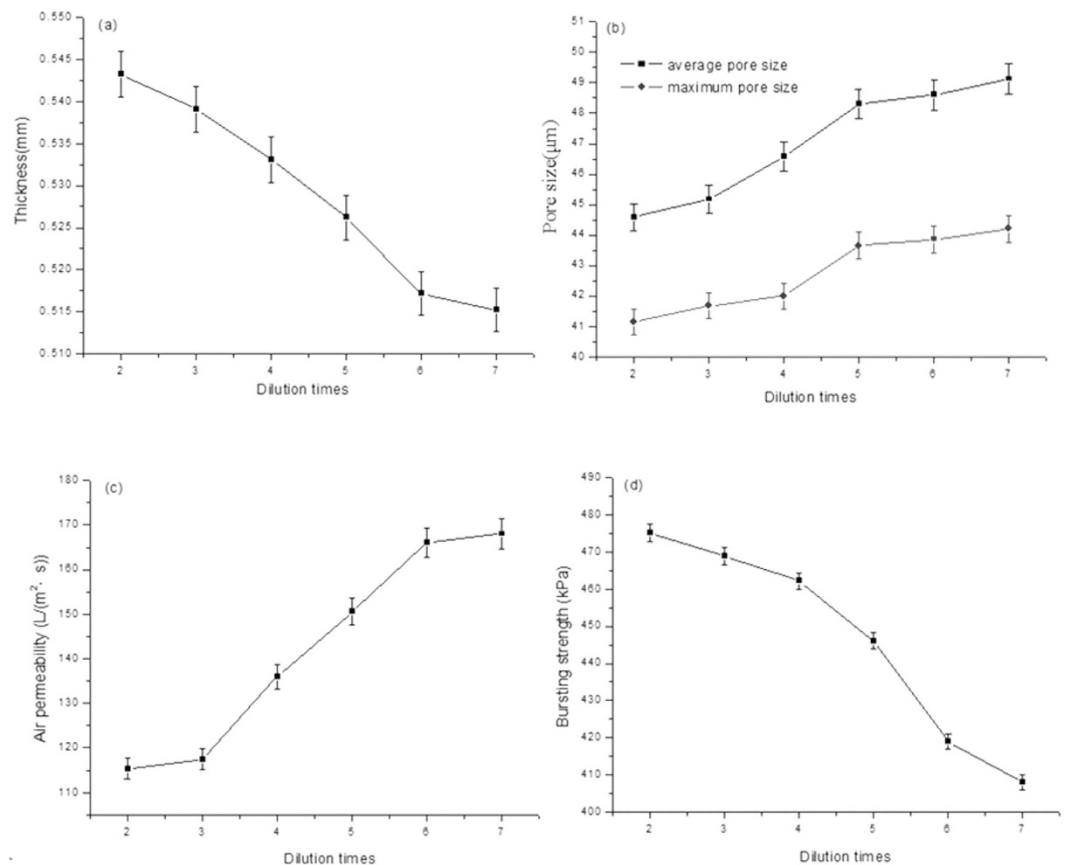 (a)
0.550
0.545
0.540
0.535
0.530
0.525
0.520
0.515
0.510
Thickness(mm)
2 3 4 5 6 7
Dilution times
(b)
average pore size
maximum pore size
51
50
49
48
47
46
45
44
43
42
41
40
Pore size(μm)
2 3 4 5 6 7
Dilution times
(c)
180
170
160
150
140
130
120
110
Air permeability (L/(m²· s))
2 3 4 5 6 7
Dilution times
(d)
490
480
470
460
450
440
430
420
410
400
Bursting strength (kPa)
2 3 4 5 6 7
Dilution times